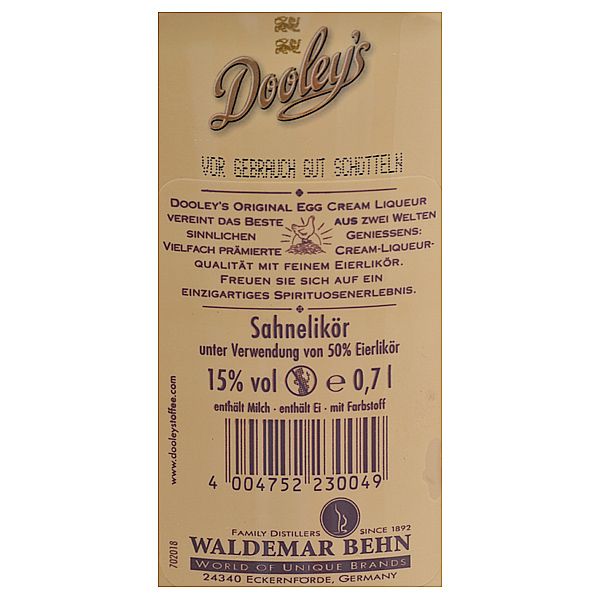 Dooley's
VOR GEBRAUCH GUT SCHÜTTELN
DOOLEY'S ORIGINAL EGG CREAM LIQUEUR
VEREINT DAS BESTE AUS ZWEI WELTEN
SINNLICHEN GENIESSENS:
VIELFACH PRÄMIERTE CREAM-LIQUEUR-
QUALITÄT MIT FEINEM EIERLIKÖR.
FREUEN SIE SICH AUF EIN
EINZIGARTIGES SPIRITUOSENERLEBNIS.
Sahnelikör
unter Verwendung von 50% Eierlikör
15% vol e 0,7 l
enthält Milch · enthält Ei · mit Farbstoff
www.dooleystoffee.com
4 004752 230049
FAMILY DISTILLERS SINCE 1892
WALDEMAR BEHN
WORLD OF UNIQUE BRANDS
24340 ECKERNFÖRDE, GERMANY
702018